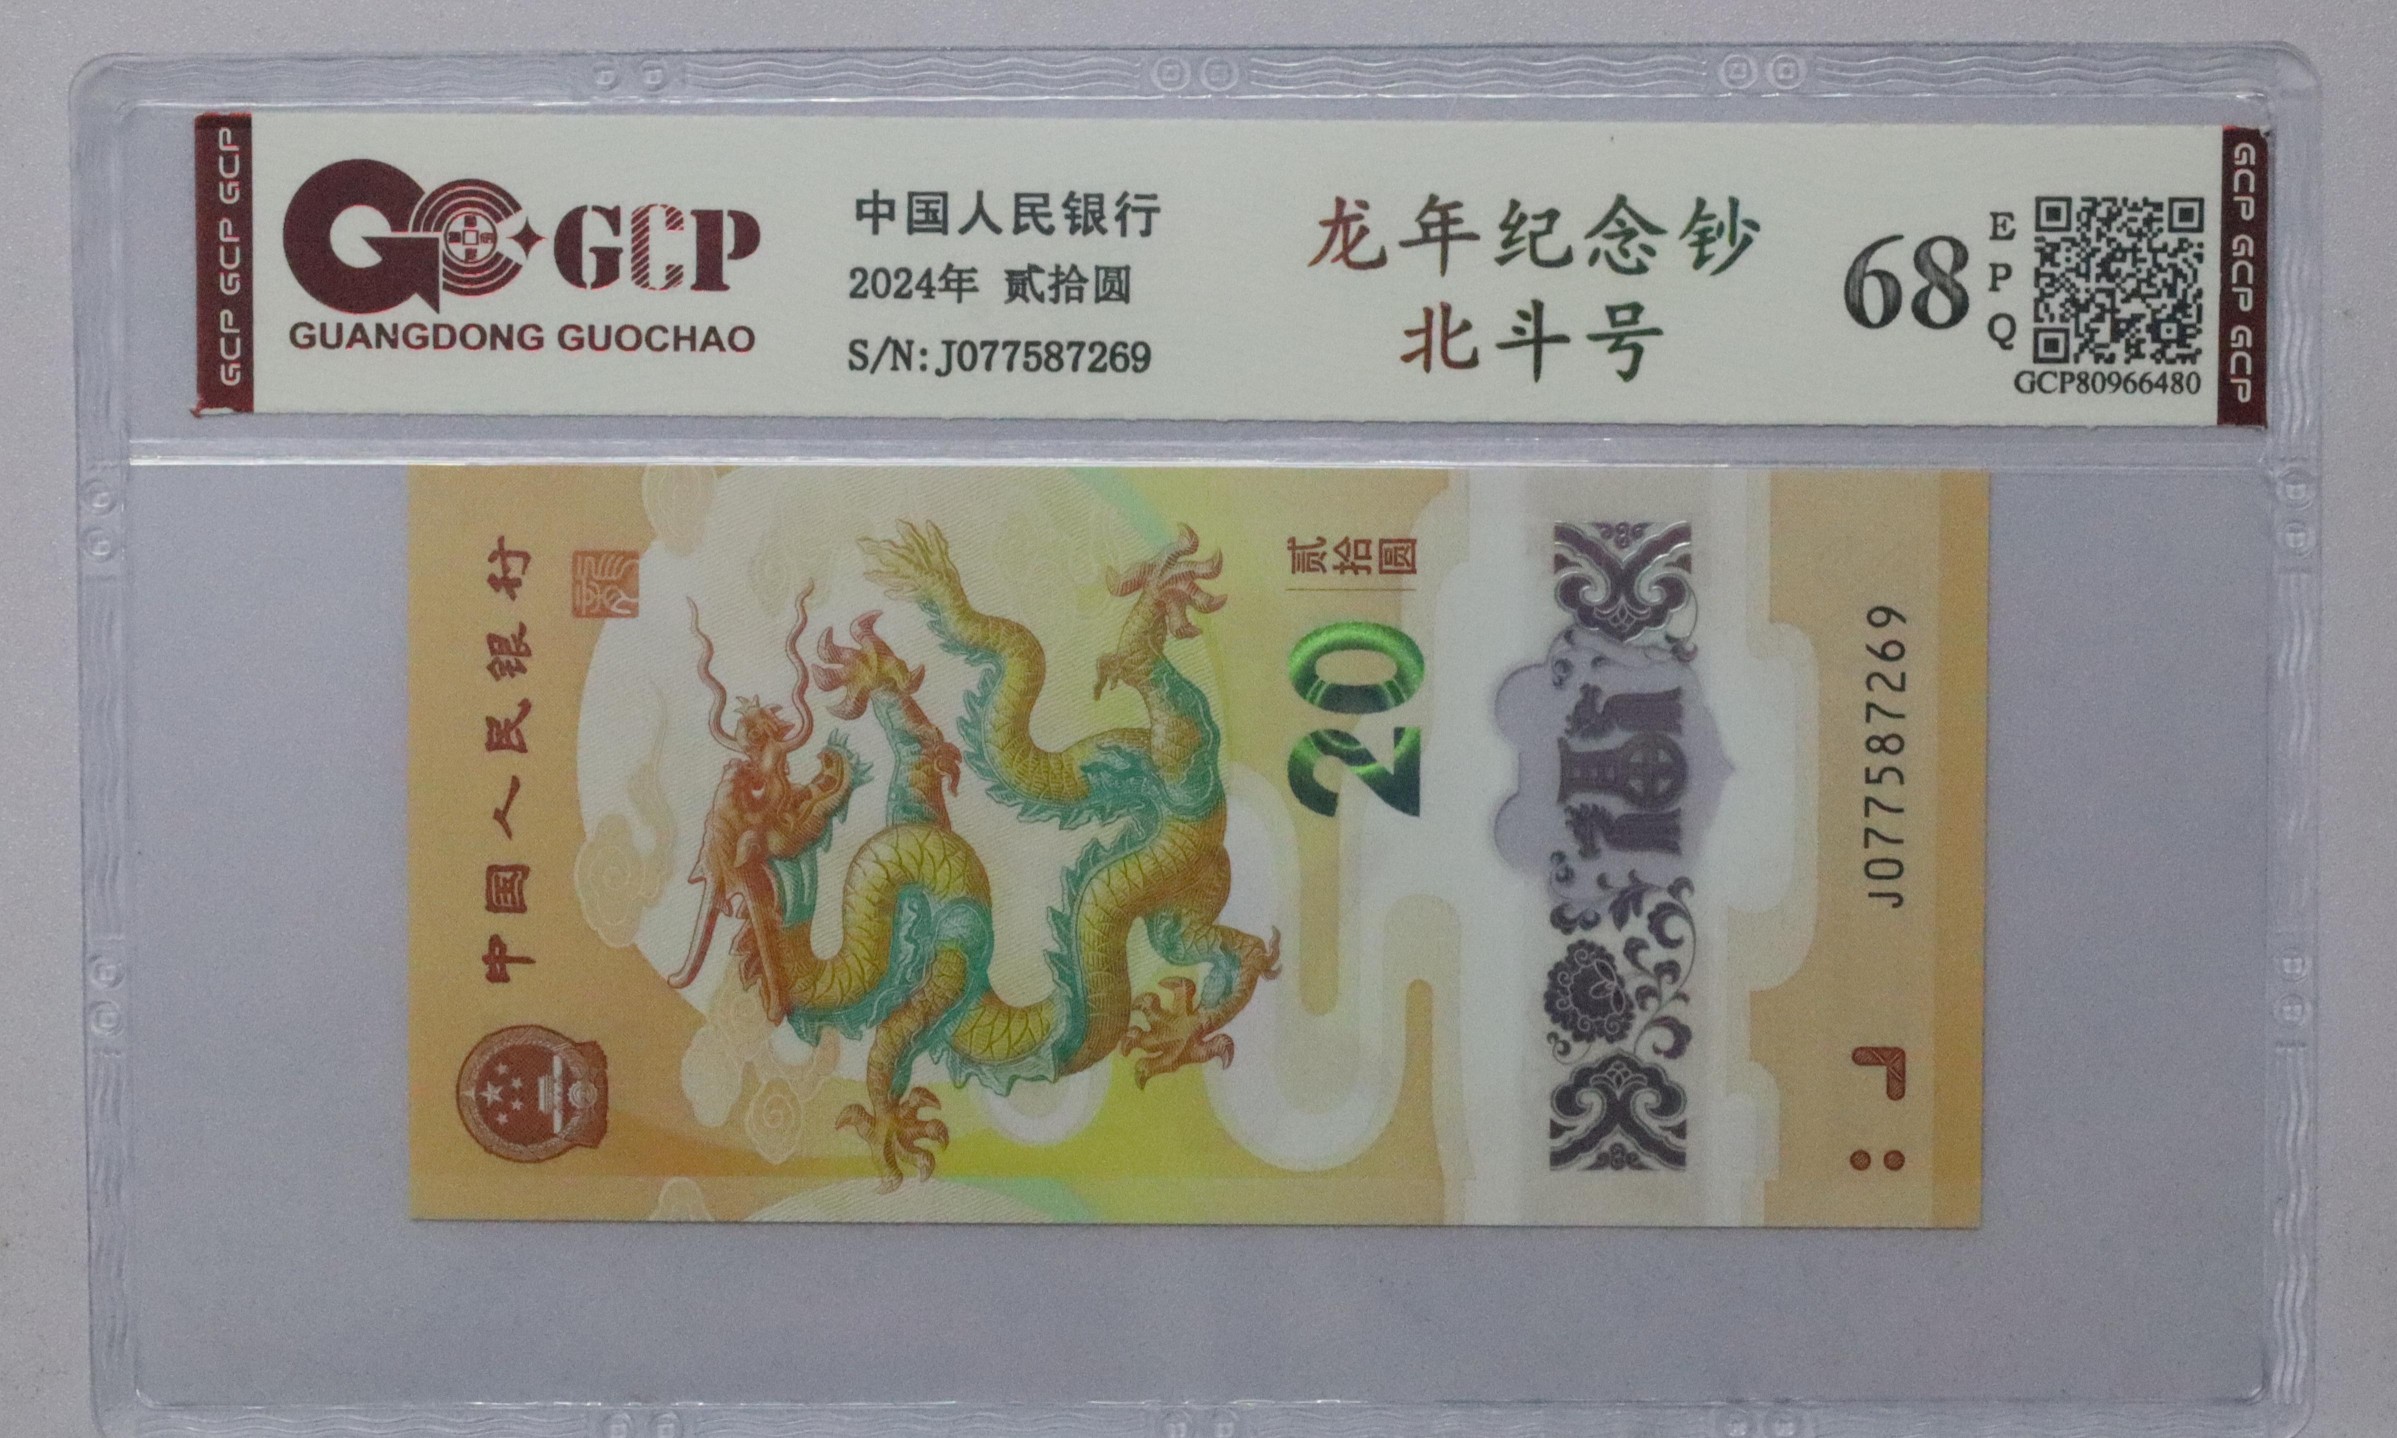 GCP GCP GCP
GCP
GUANGDONG GUOCHAO
中国人民银行
2024年 贰拾圆
S/N:J077587269
龙年纪念钞
北斗号
68
EPQ
GCP80966480
GCP GCP GCP
中国人民银行
贰拾圆
20
J077587269